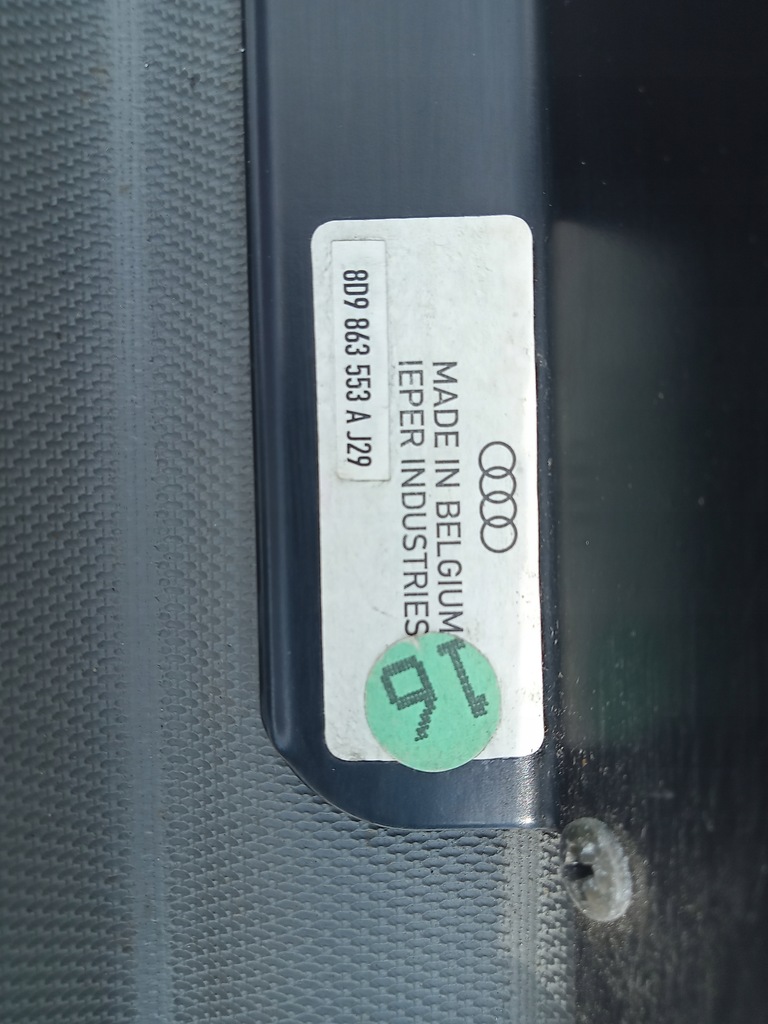 MADE IN BELGIUM
IEPER INDUSTRIES
8D9 863 553 A J29